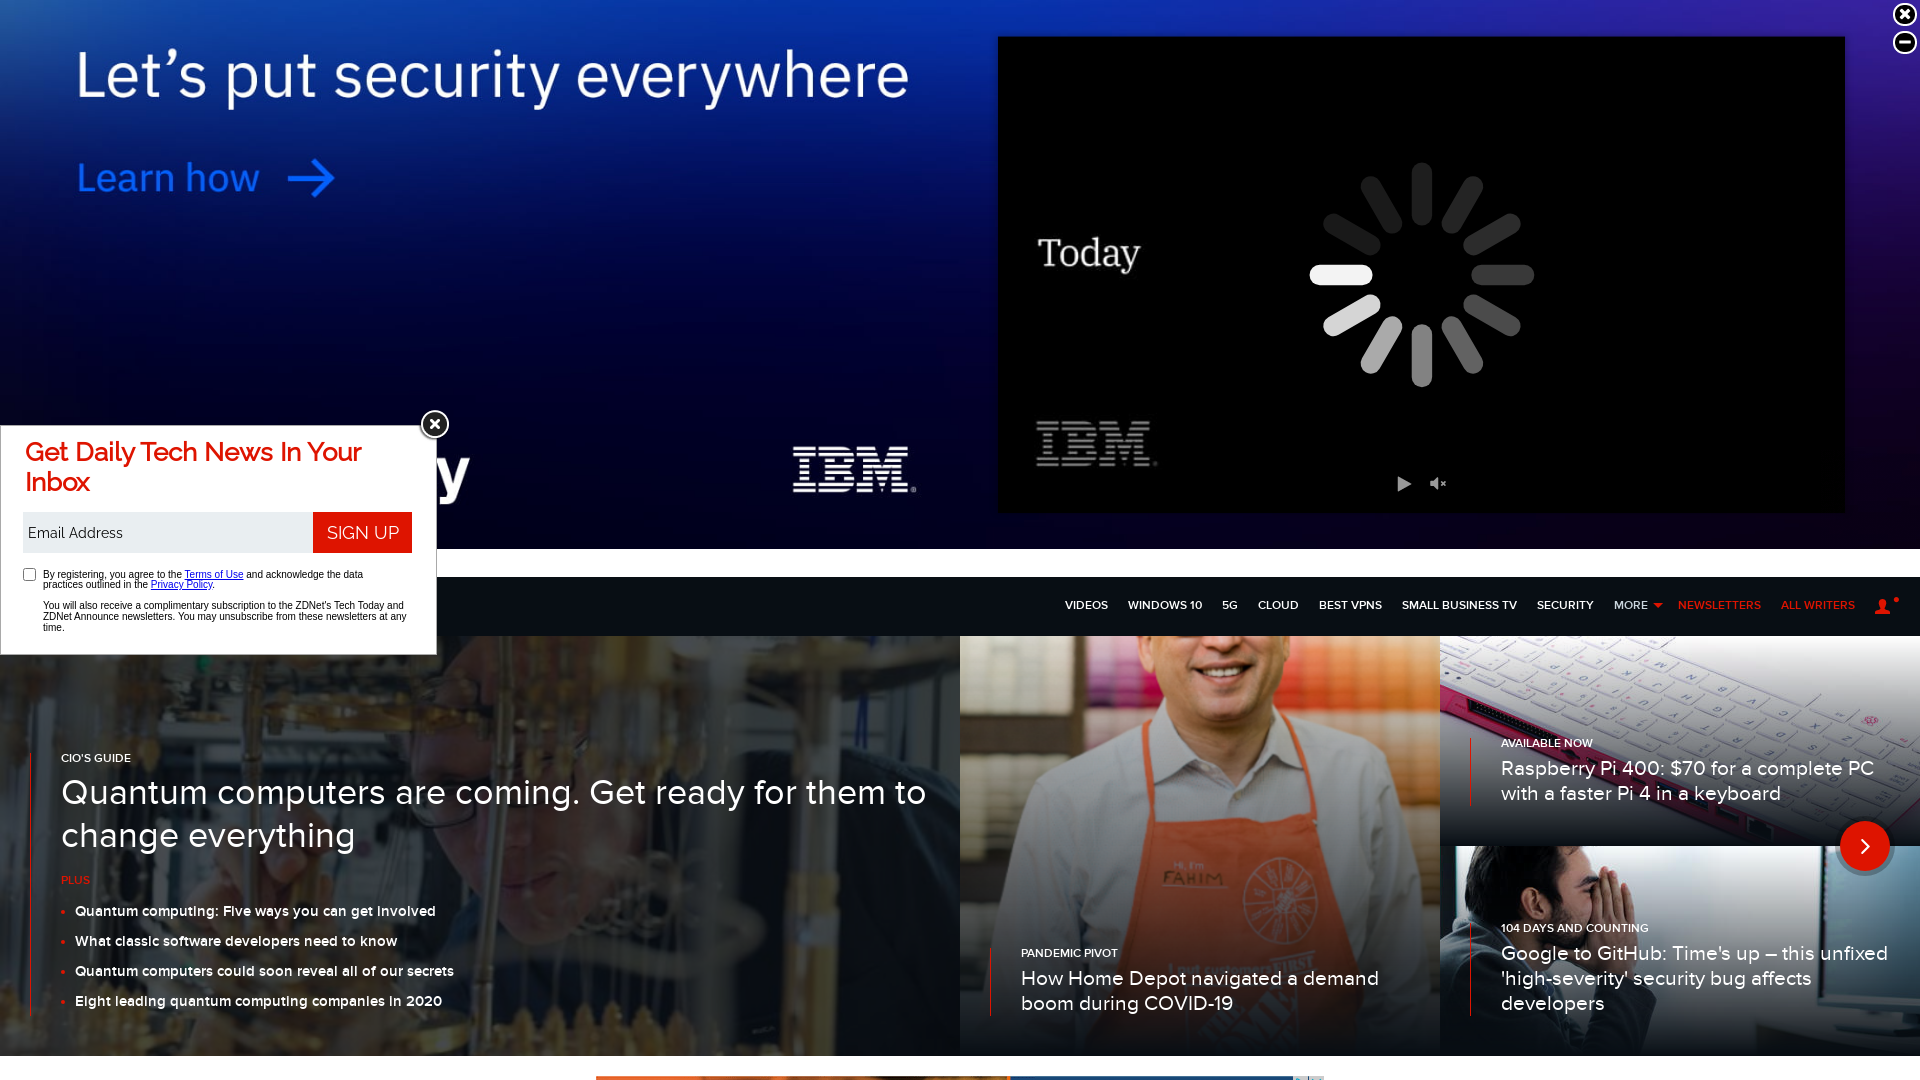 Let's put security everywhere
Learn how
Today
IBM
y
IBM
Get Daily Tech News In Your
Inbox
Email Address
SIGN UP
By registering, you agree to the Terms of Use and acknowledge the data
practices outlined in the Privacy Policy.
You will also receive a complimentary subscription to the ZDNet's Tech Today and
ZDNet Announce newsletters. You may unsubscribe from these newsletters at any
time.
VIDEOS WINDOWS 10 5G CLOUD BEST VPNS SMALL BUSINESS TV SECURITY MORE NEWSLETTERS ALL WRITERS
CIO'S GUIDE
Quantum computers are coming. Get ready for them to
change everything
PLUS
Quantum computing: Five ways you can get involved
What classic software developers need to know
Quantum computers could soon reveal all of our secrets
Eight leading quantum computing companies in 2020
Hi, I'm
FAHIM
PANDEMIC PIVOT
How Home Depot navigated a demand
boom during COVID-19
AVAILABLE NOW
Raspberry Pi 400: $70 for a complete PC
with a faster Pi 4 in a keyboard
104 DAYS AND COUNTING
Google to GitHub: Time's up – this unfixed
'high-severity' security bug affects
developers